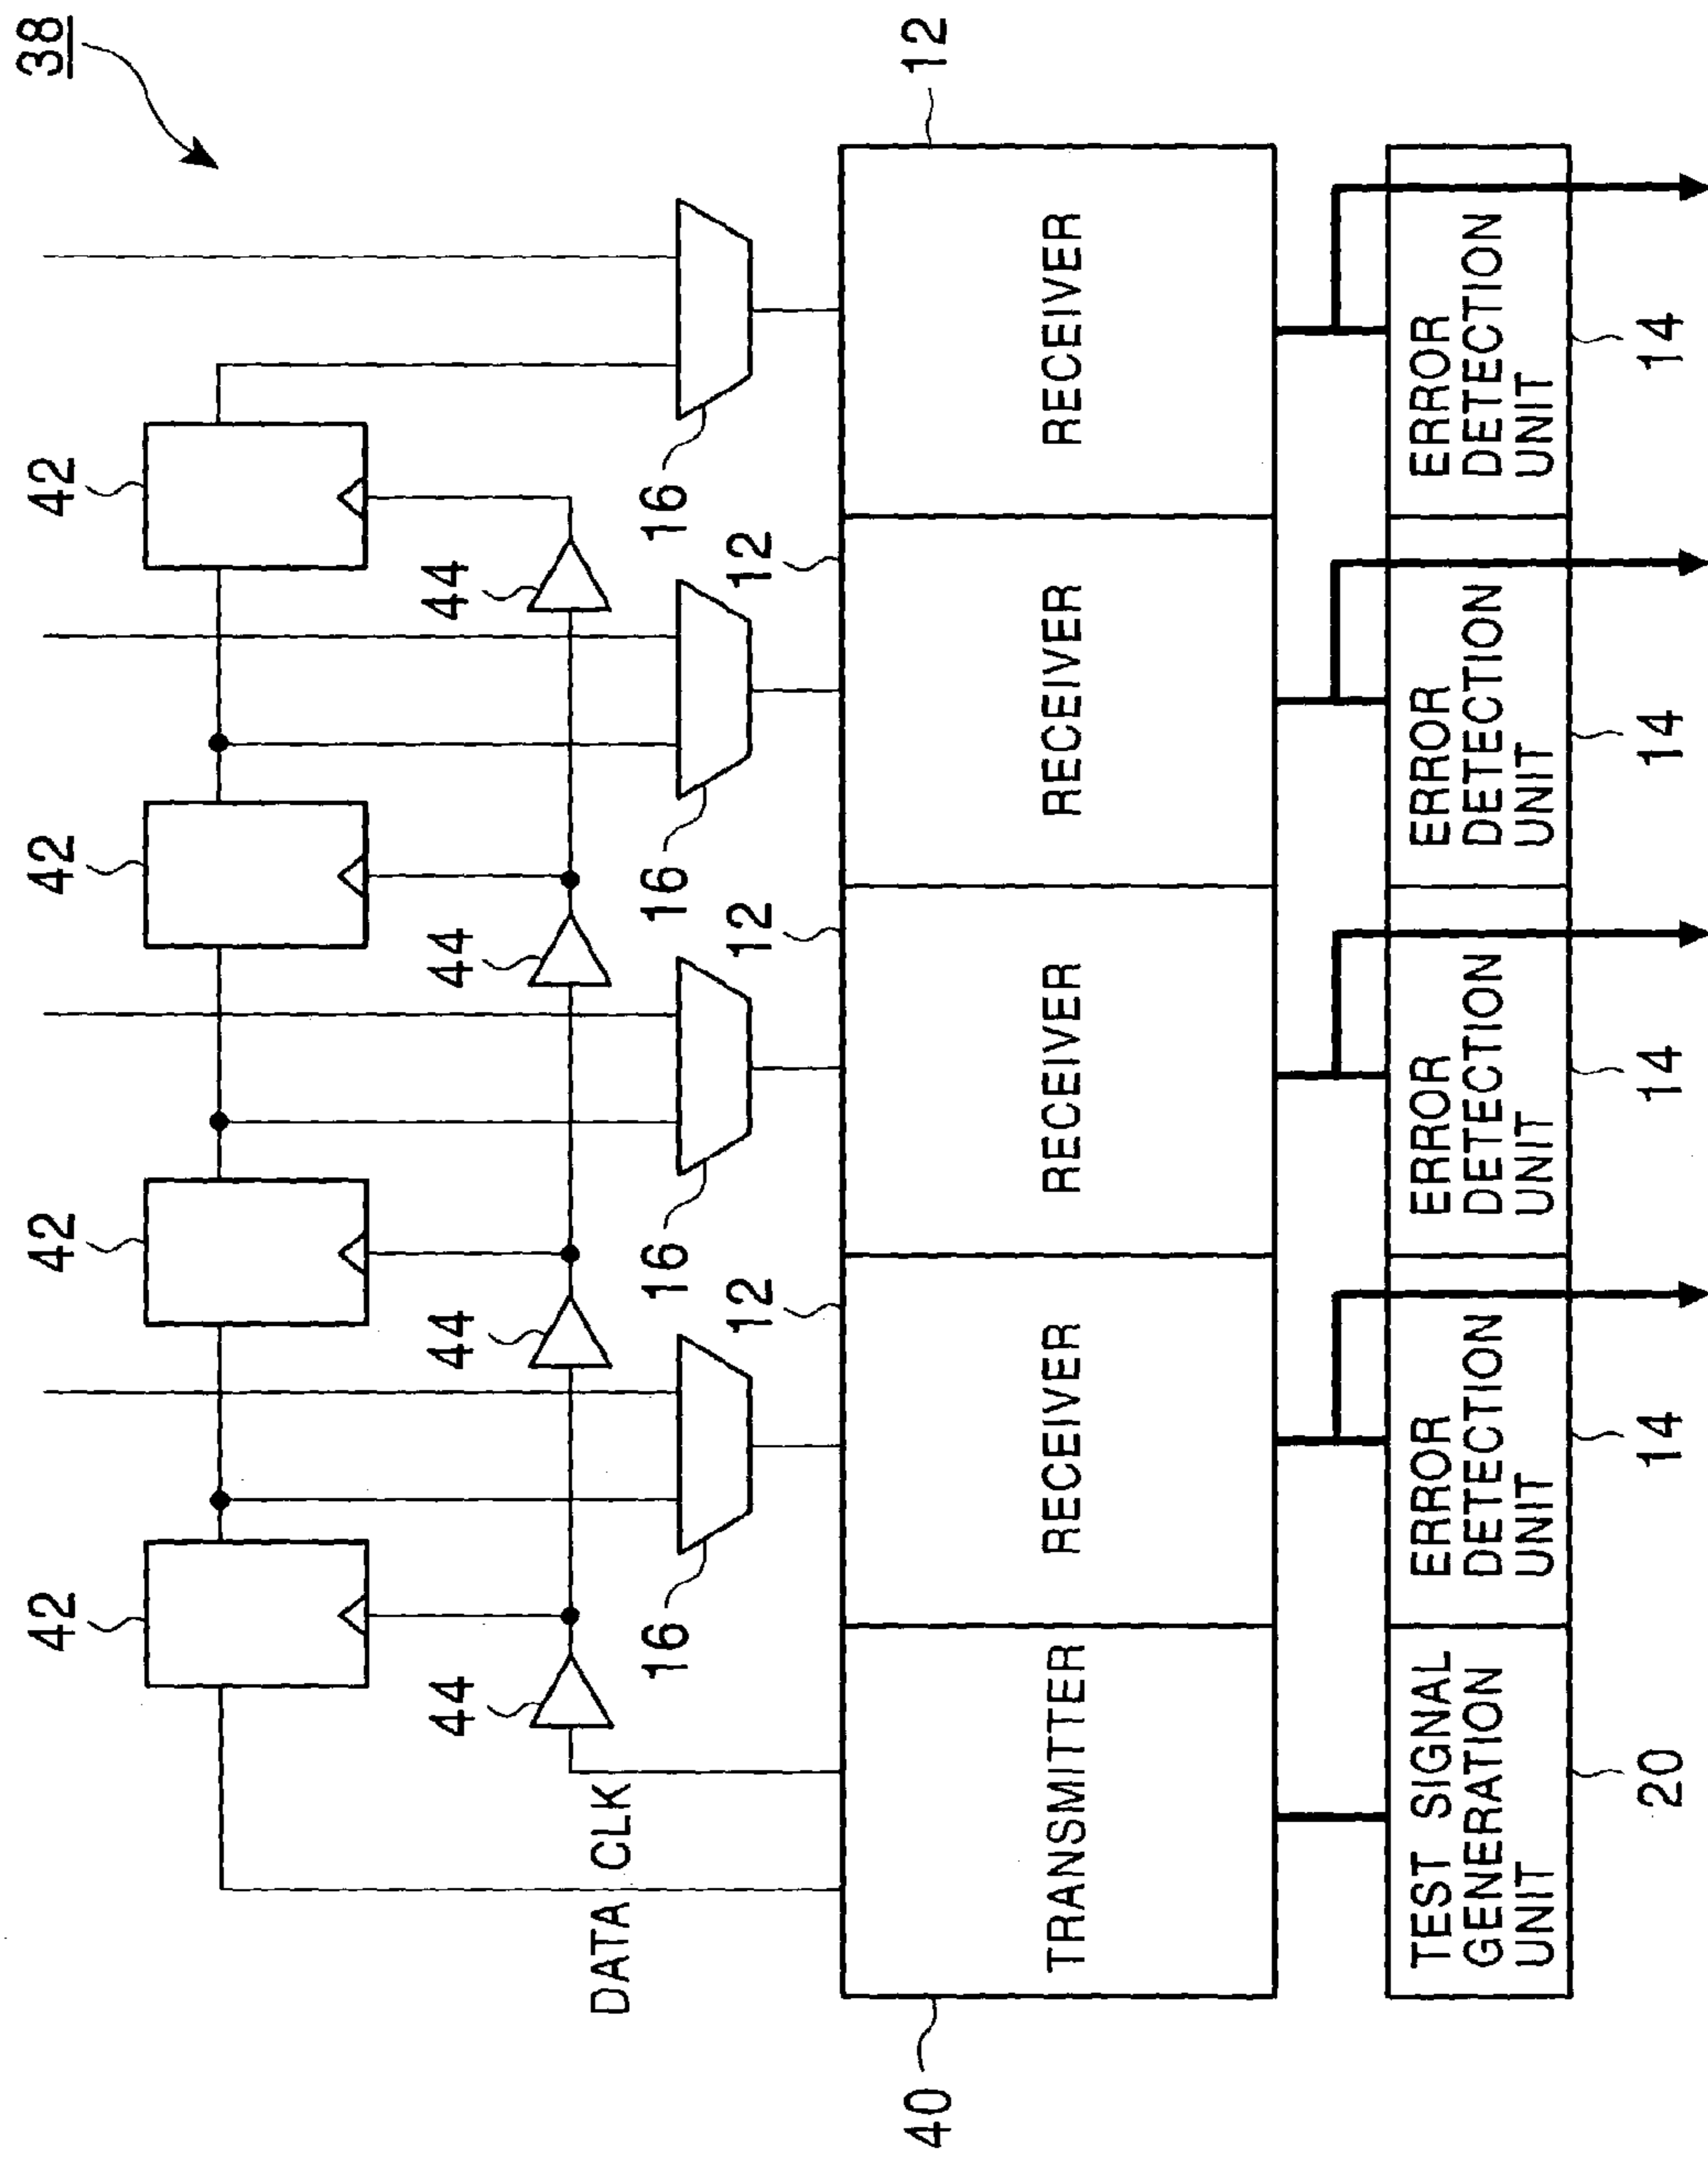 38
42
42
42
42
44
44
44
44
DATA CLK
16
16
16
16
12
12
12
12
40
TRANSMITTER
RECEIVER
RECEIVER
RECEIVER
RECEIVER
TEST SIGNAL
GENERATION
UNIT
ERROR
DETECTION
UNIT
ERROR
DETECTION
UNIT
ERROR
DETECTION
UNIT
ERROR
DETECTION
UNIT
20
14
14
14
14